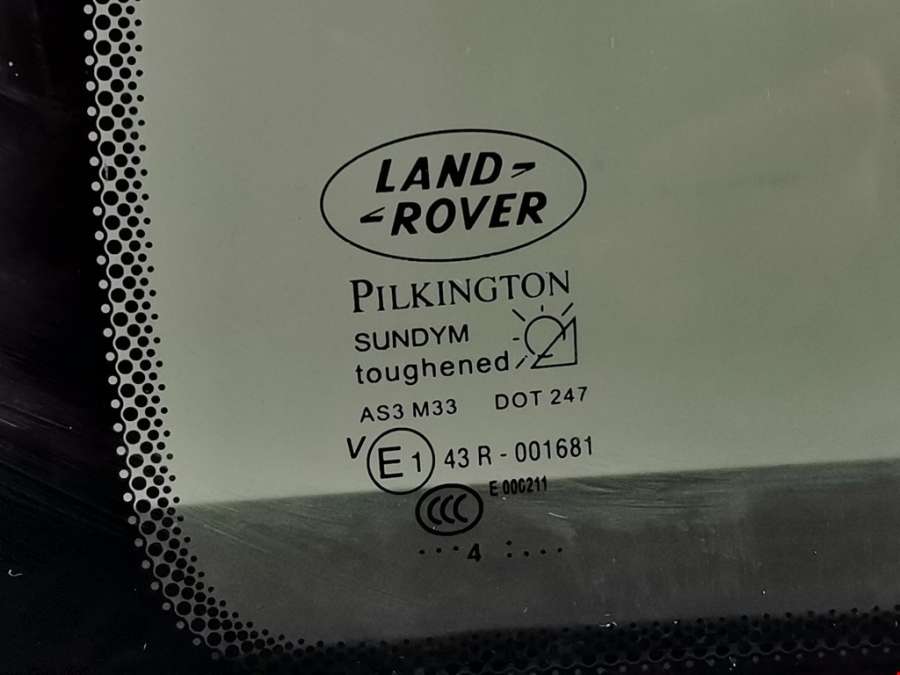 LAND
ROVER
PILKINGTON
SUNDYM
toughened
AS3 M33 DOT 247
V E1 43 R - 001681
E 000211
CCC
...4 :....